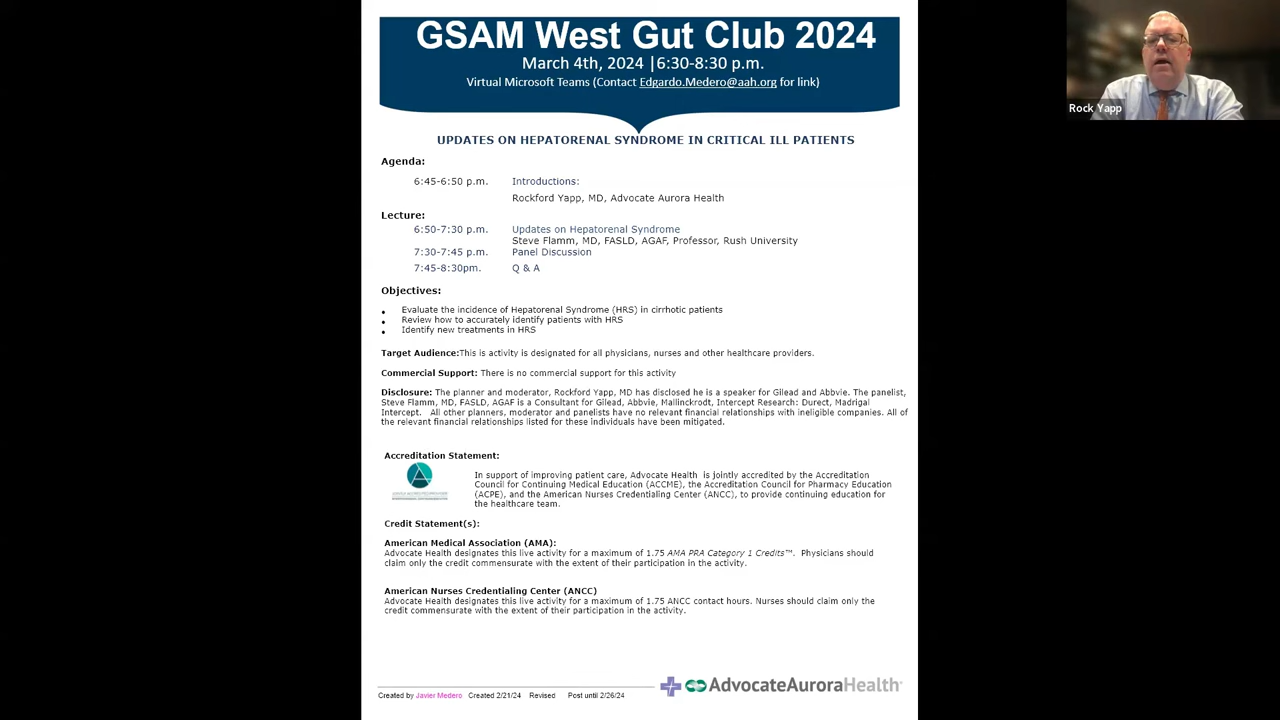 GSAM West Gut Club 2024
March 4th, 2024 |6:30-8:30 p.m.
Virtual Microsoft Teams (Contact Edgardo.Medero@aah.org for link)
Rock Yapp
UPDATES ON HEPATORENAL SYNDROME IN CRITICAL ILL PATIENTS
Agenda:
6:45-6:50 p.m. Introductions:
Rockford Yapp, MD, Advocate Aurora Health
Lecture:
6:50-7:30 p.m. Updates on Hepatorenal Syndrome
Steve Flamm, MD, FASLD, AGAF, Professor, Rush University
7:30-7:45 p.m. Panel Discussion
7:45-8:30pm. Q & A
Objectives:
• Evaluate the incidence of Hepatorenal Syndrome (HRS) in cirrhotic patients
• Review how to accurately identify patients with HRS
• Identify new treatments in HRS
Target Audience:This is activity is designated for all physicians, nurses and other healthcare providers.
Commercial Support: There is no commercial support for this activity
Disclosure: The planner and moderator, Rockford Yapp, MD has disclosed he is a speaker for Gilead and Abbvie. The panelist,
Steve Flamm, MD, FASLD, AGAF is a Consultant for Gilead, Abbvie, Mallinckrodt, Intercept Research: Durect, Madrigal
Intercept. All other planners, moderator and panelists have no relevant financial relationships with ineligible companies. All of
the relevant financial relationships listed for these individuals have been mitigated.
Accreditation Statement:
In support of improving patient care, Advocate Health is jointly accredited by the Accreditation
Council for Continuing Medical Education (ACCME), the Accreditation Council for Pharmacy Education
(ACPE), and the American Nurses Credentialing Center (ANCC), to provide continuing education for
the healthcare team.
Credit Statement(s):
American Medical Association (AMA):
Advocate Health designates this live activity for a maximum of 1.75 AMA PRA Category 1 Credits™. Physicians should
claim only the credit commensurate with the extent of their participation in the activity.
American Nurses Credentialing Center (ANCC)
Advocate Health designates this live activity for a maximum of 1.75 ANCC contact hours. Nurses should claim only the
credit commensurate with the extent of their participation in the activity.
Created by Javier Medero Created 2/21/24 Revised Post until 2/26/24
AdvocateAuroraHealth